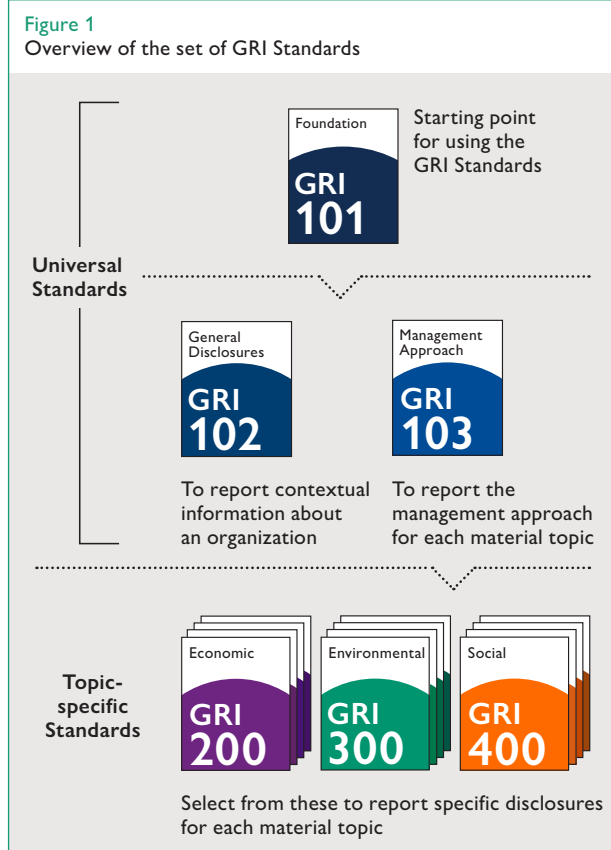 Figure 1
Overview of the set of GRI Standards
Foundation
GRI
101
Starting point
for using the
GRI Standards
Universal
Standards
General
Disclosures
GRI
102
Management
Approach
GRI
103
To report contextual
information about
an organization
To report the
management approach
for each material topic
Topic-
specific
Standards
Economic
GRI
200
Environmental
GRI
300
Social
GRI
400
Select from these to report specific disclosures
for each material topic